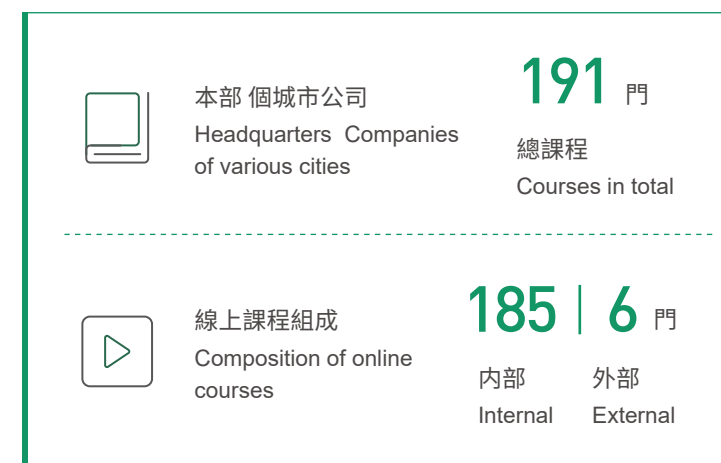 本部 個城市公司
Headquarters Companies
of various cities
191 門
總課程
Courses in total
線上課程組成
Composition of online
courses
185 | 6 門
内部
Internal
外部
External